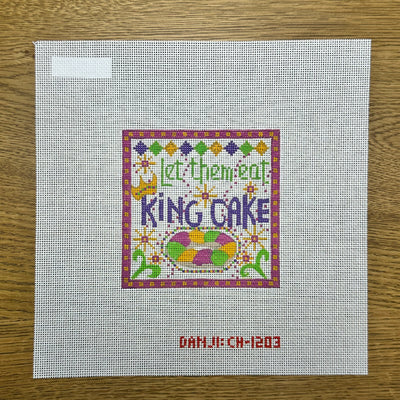 Let them eat
KING CAKE
DANJI: CH-1203